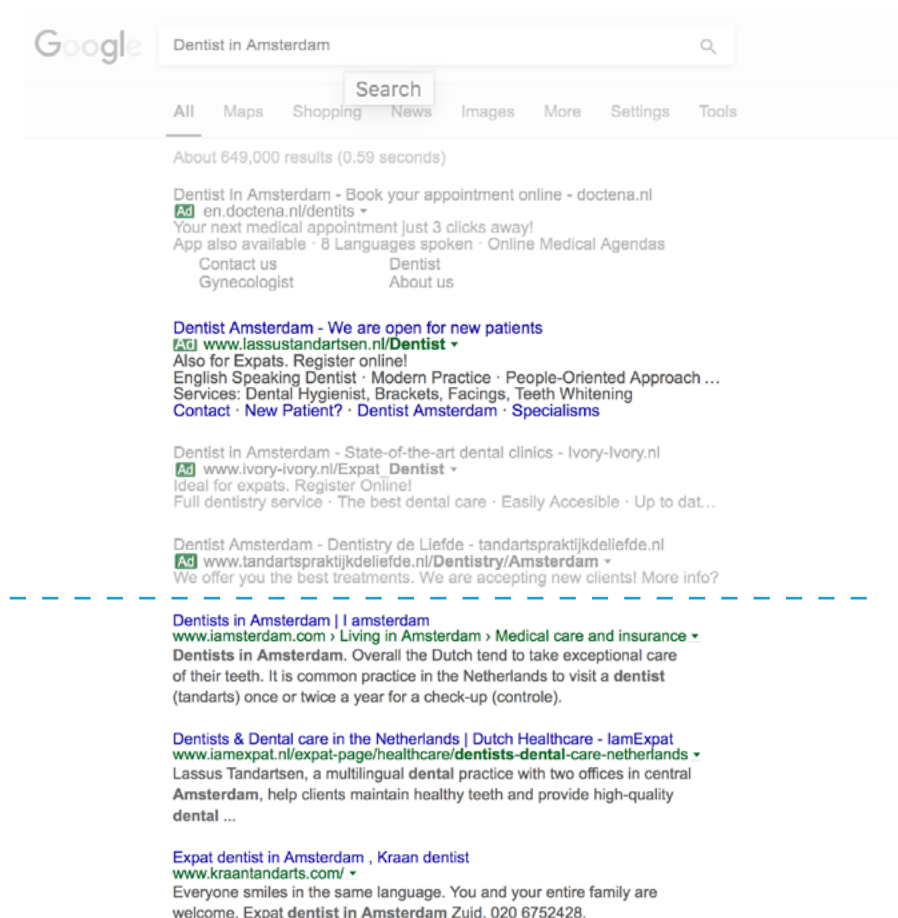 Google
Dentist in Amsterdam
Search
All Maps Shopping News Images More Settings Tools
About 649,000 results (0.59 seconds)
Dentist In Amsterdam - Book your appointment online - doctena.nl
Ad en.doctena.nl/dentits
Your next medical appointment just 3 clicks away!
App also available · 8 Languages spoken · Online Medical Agendas
Contact us Dentist
Gynecologist About us
Dentist Amsterdam - We are open for new patients
Ad www.lassustandartsen.nl/Dentist
Also for Expats. Register online!
English Speaking Dentist · Modern Practice · People-Oriented Approach ...
Services: Dental Hygienist, Brackets, Facings, Teeth Whitening
Contact · New Patient? · Dentist Amsterdam · Specialisms
Dentist in Amsterdam - State-of-the-art dental clinics - Ivory-Ivory.nl
Ad www.ivory-ivory.nl/Expat_Dentist
Ideal for expats. Register Online!
Full dentistry service · The best dental care · Easily Accesible · Up to dat...
Dentist Amsterdam - Dentistry de Liefde - tandartspraktijkdeliefde.nl
Ad www.tandartspraktijkdeliefde.nl/Dentistry/Amsterdam
We offer you the best treatments. We are accepting new clients! More info?
Dentists in Amsterdam | I amsterdam
www.iamsterdam.com › Living in Amsterdam › Medical care and insurance
Dentists in Amsterdam. Overall the Dutch tend to take exceptional care
of their teeth. It is common practice in the Netherlands to visit a dentist
(tandarts) once or twice a year for a check-up (controle).
Dentists & Dental care in the Netherlands | Dutch Healthcare - IamExpat
www.iamexpat.nl/expat-page/healthcare/dentists-dental-care-netherlands
Lassus Tandartsen, a multilingual dental practice with two offices in central
Amsterdam, help clients maintain healthy teeth and provide high-quality
dental ...
Expat dentist in Amsterdam , Kraan dentist
www.kraantandarts.com/
Everyone smiles in the same language. You and your entire family are
welcome. Expat dentist in Amsterdam Zuid. 020 6752428.